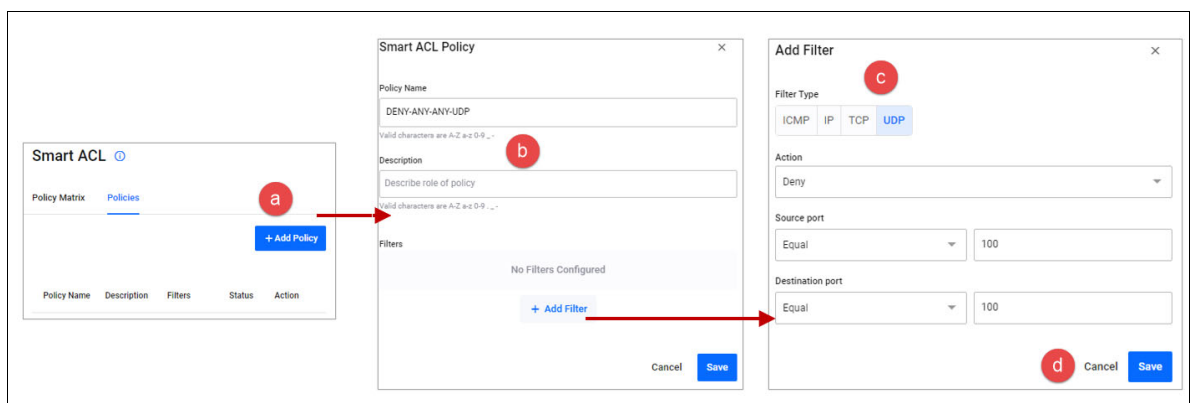 Smart ACL ⓘ
Policy Matrix Policies
a
+ Add Policy
Policy Name Description Filters Status Action
Smart ACL Policy ×
Policy Name
DENY-ANY-ANY-UDP
Valid characters are A-Z a-z 0-9 _ -
b
Description
Describe role of policy
Valid characters are A-Z a-z 0-9 . _ -
Filters
No Filters Configured
+ Add Filter
Cancel Save
Add Filter ×
c
Filter Type
ICMP IP TCP UDP
Action
Deny
Source port
Equal 100
Destination port
Equal 100
d Cancel Save